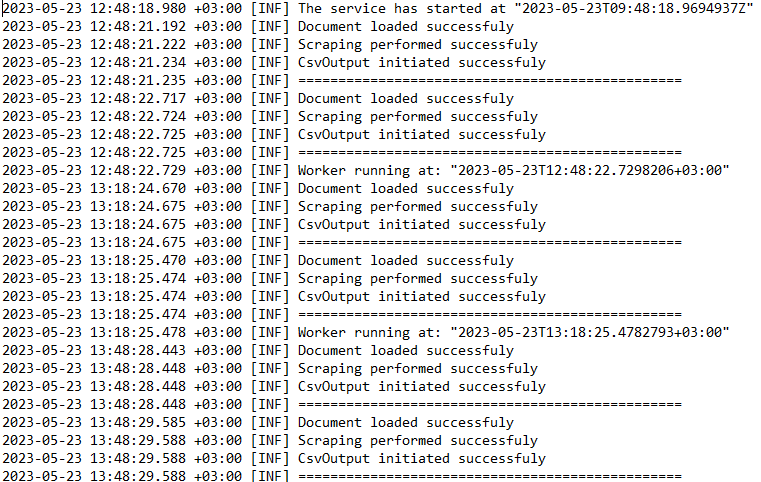 2023-05-23 12:48:18.980 +03:00 [INF] The service has started at "2023-05-23T09:48:18.9694937Z"
2023-05-23 12:48:21.192 +03:00 [INF] Document loaded successfuly
2023-05-23 12:48:21.222 +03:00 [INF] Scraping performed successfuly
2023-05-23 12:48:21.234 +03:00 [INF] CsvOutput initiated successfuly
2023-05-23 12:48:21.235 +03:00 [INF] ================================================
2023-05-23 12:48:22.717 +03:00 [INF] Document loaded successfuly
2023-05-23 12:48:22.724 +03:00 [INF] Scraping performed successfuly
2023-05-23 12:48:22.725 +03:00 [INF] CsvOutput initiated successfuly
2023-05-23 12:48:22.725 +03:00 [INF] ================================================
2023-05-23 12:48:22.729 +03:00 [INF] Worker running at: "2023-05-23T12:48:22.7298206+03:00"
2023-05-23 13:18:24.670 +03:00 [INF] Document loaded successfuly
2023-05-23 13:18:24.675 +03:00 [INF] Scraping performed successfuly
2023-05-23 13:18:24.675 +03:00 [INF] CsvOutput initiated successfuly
2023-05-23 13:18:24.675 +03:00 [INF] ================================================
2023-05-23 13:18:25.470 +03:00 [INF] Document loaded successfuly
2023-05-23 13:18:25.474 +03:00 [INF] Scraping performed successfuly
2023-05-23 13:18:25.474 +03:00 [INF] CsvOutput initiated successfuly
2023-05-23 13:18:25.474 +03:00 [INF] ================================================
2023-05-23 13:18:25.478 +03:00 [INF] Worker running at: "2023-05-23T13:18:25.4782793+03:00"
2023-05-23 13:48:28.443 +03:00 [INF] Document loaded successfuly
2023-05-23 13:48:28.448 +03:00 [INF] Scraping performed successfuly
2023-05-23 13:48:28.448 +03:00 [INF] CsvOutput initiated successfuly
2023-05-23 13:48:28.448 +03:00 [INF] ================================================
2023-05-23 13:48:29.585 +03:00 [INF] Document loaded successfuly
2023-05-23 13:48:29.588 +03:00 [INF] Scraping performed successfuly
2023-05-23 13:48:29.588 +03:00 [INF] CsvOutput initiated successfuly
2023-05-23 13:48:29.588 +03:00 [INF] ================================================